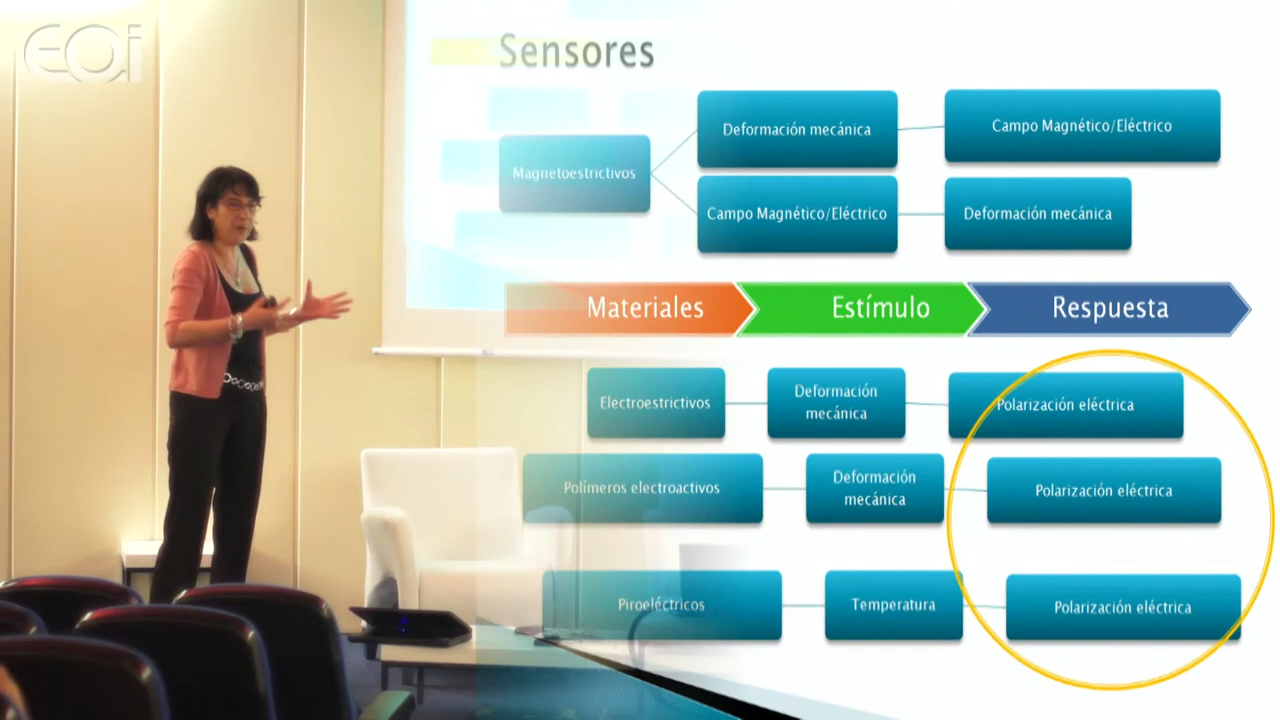 eoi
Sensores
Magnetoestrictivos
Deformación mecánica
Campo Magnético/Eléctrico
Campo Magnético/Eléctrico
Deformación mecánica
Materiales
Estímulo
Respuesta
Electroestrictivos
Deformación
mecánica
Polarización eléctrica
Polímeros electroactivos
Deformación
mecánica
Polarización eléctrica
Piroeléctricos
Temperatura
Polarización eléctrica